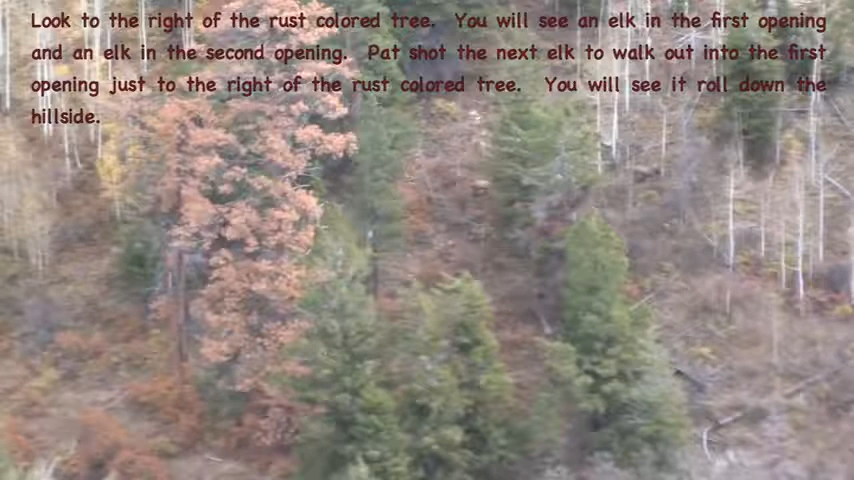 Look to the right of the rust colored tree. You will see an elk in the first opening
and an elk in the second opening. Pat shot the next elk to walk out into the first
opening just to the right of the rust colored tree. You will see it roll down the
hillside.